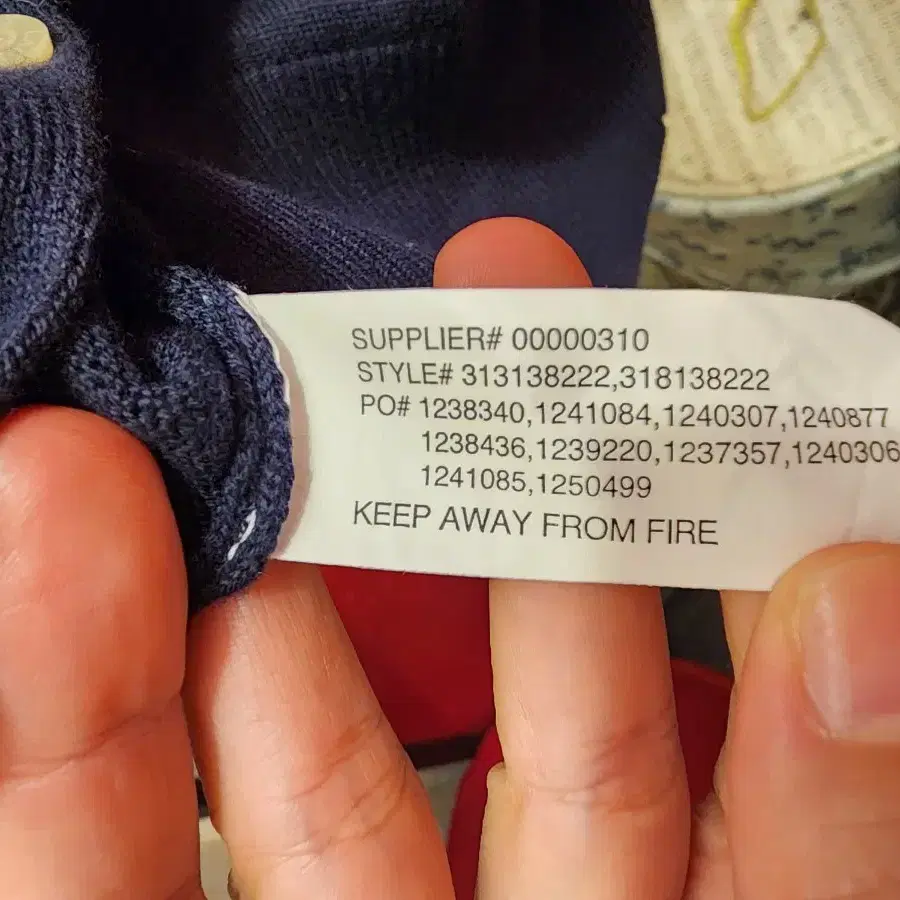 SUPPLIER# 00000310
STYLE# 313138222,318138222
PO# 1238340,1241084,1240307,1240877
1238436,1239220,1237357,1240306
1241085,1250499
KEEP AWAY FROM FIRE